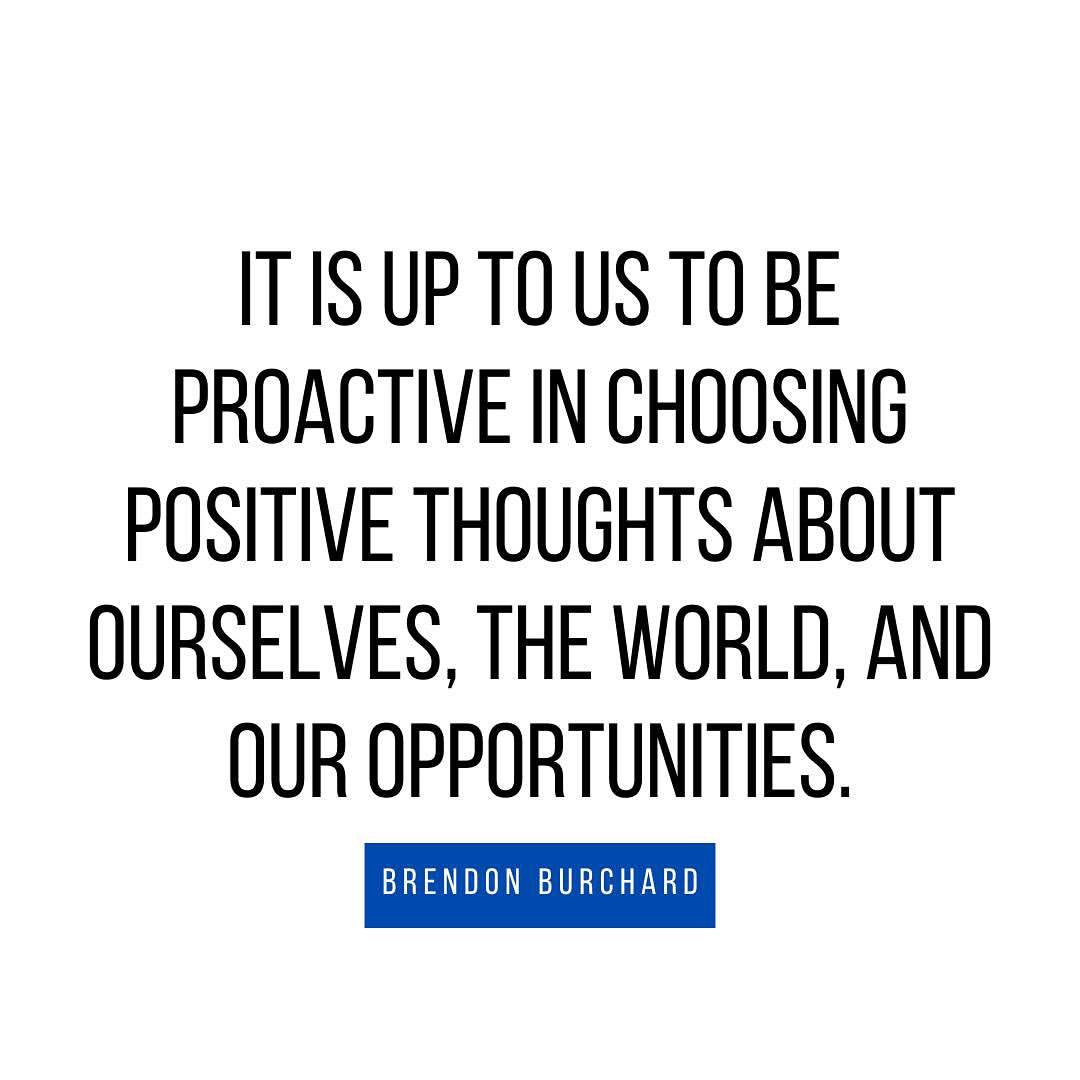 IT IS UP TO US TO BE
PROACTIVE IN CHOOSING
POSITIVE THOUGHTS ABOUT
OURSELVES, THE WORLD, AND
OUR OPPORTUNITIES.
BRENDON BURCHARD